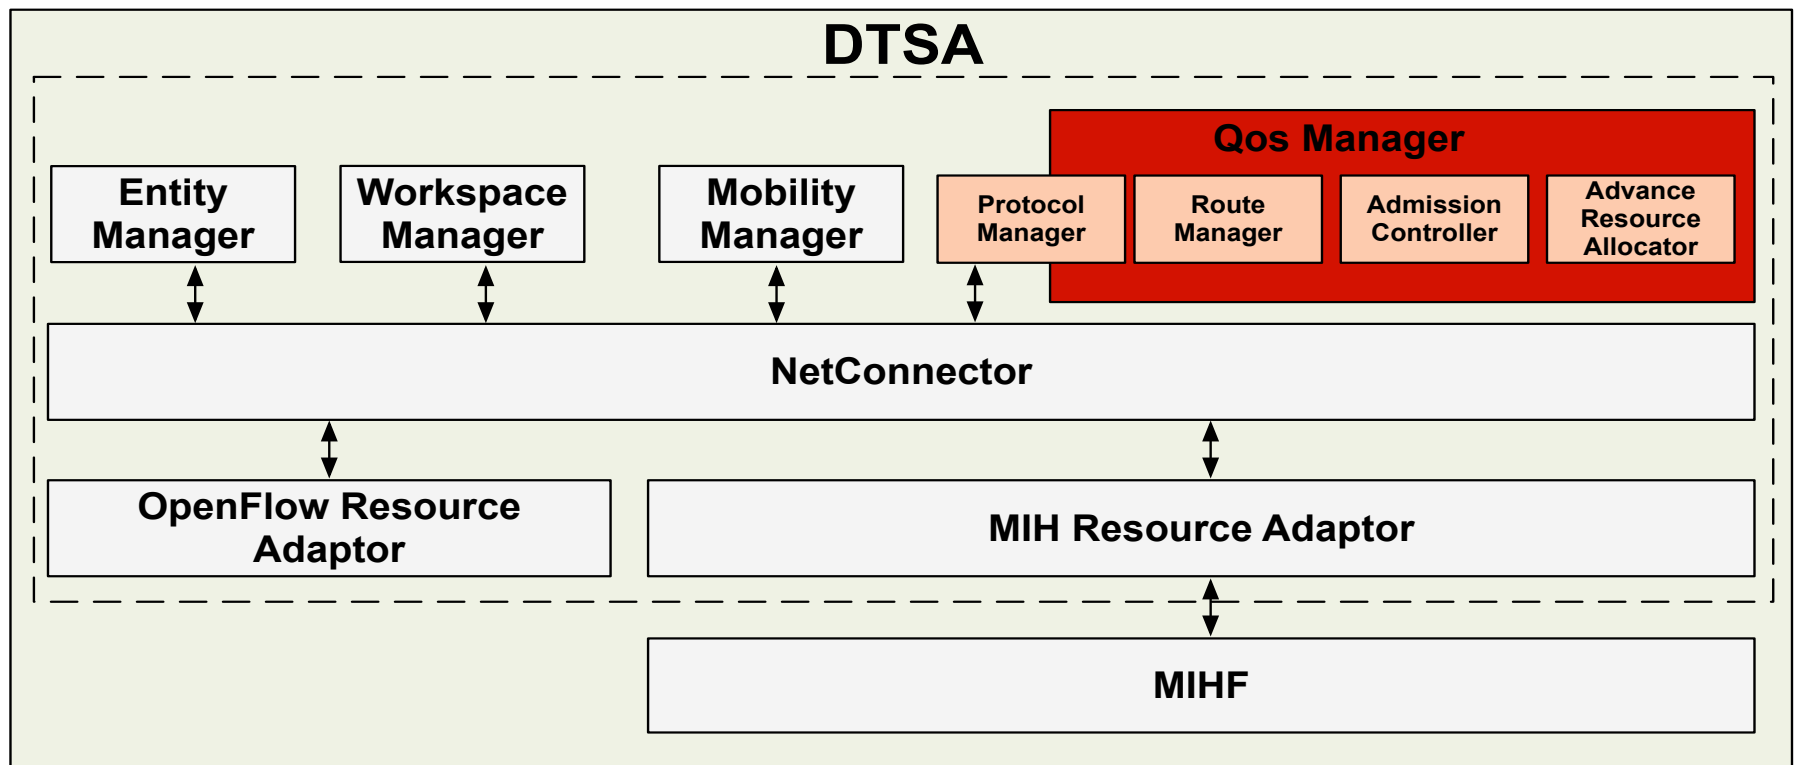 DTSA
Qos Manager
Entity
Manager
Workspace
Manager
Mobility
Manager
Protocol
Manager
Route
Manager
Admission
Controller
Advance
Resource
Allocator
NetConnector
OpenFlow Resource
Adaptor
MIH Resource Adaptor
MIHF